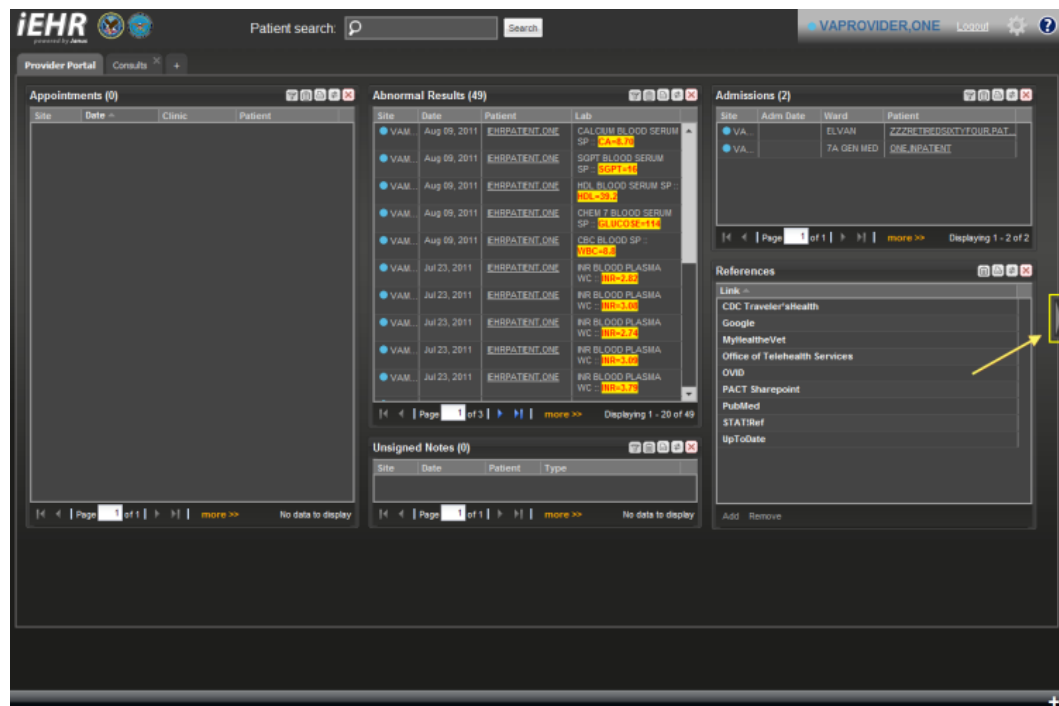 iEHR
powered by Janus
Patient search:
Search
VAPROVIDER,ONE
Logout
?
Provider Portal
Consults
+
Appointments (0)
Site Date Clinic Patient
Page 1 of 1 more >> No data to display
Abnormal Results (49)
Site Date Patient Lab
VAM... Aug 09, 2011 EHRPATIENT,ONE CALCIUM BLOOD SERUM
SP :: CA=8.70
VAM... Aug 09, 2011 EHRPATIENT,ONE SGPT BLOOD SERUM
SP :: SGPT=16
VAM... Aug 09, 2011 EHRPATIENT,ONE HDL BLOOD SERUM SP ::
HDL=39.2
VAM... Aug 09, 2011 EHRPATIENT,ONE CHEM 7 BLOOD SERUM
SP :: GLUCOSE=114
VAM... Aug 09, 2011 EHRPATIENT,ONE CBC BLOOD SP ::
WBC=8.8
VAM... Jul 23, 2011 EHRPATIENT,ONE INR BLOOD PLASMA
WC :: INR=2.82
VAM... Jul 23, 2011 EHRPATIENT,ONE INR BLOOD PLASMA
WC :: INR=3.08
VAM... Jul 23, 2011 EHRPATIENT,ONE INR BLOOD PLASMA
WC :: INR=2.74
VAM... Jul 23, 2011 EHRPATIENT,ONE INR BLOOD PLASMA
WC :: INR=3.09
VAM... Jul 23, 2011 EHRPATIENT,ONE INR BLOOD PLASMA
WC :: INR=3.79
Page 1 of 3 more >> Displaying 1 - 20 of 49
Unsigned Notes (0)
Site Date Patient Type
Page 1 of 1 more >> No data to display
Admissions (2)
Site Adm Date Ward Patient
VA... ELVAN ZZZRETIREDSIXTYFOUR,PAT...
VA... 7A GEN MED ONE,INPATIENT
Page 1 of 1 more >> Displaying 1 - 2 of 2
References
Link
CDC Traveler'sHealth
Google
MyHealtheVet
Office of Telehealth Services
OVID
PACT Sharepoint
PubMed
STAT!Ref
UpToDate
Add Remove